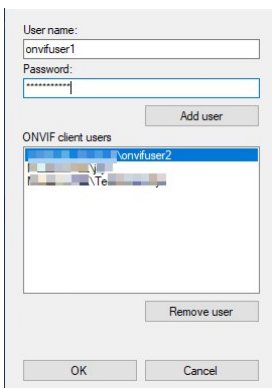 User name:
onvifuser1
Password:
***********
Add user
ONVIF client users
\onvifuser2
Remove user
OK
Cancel